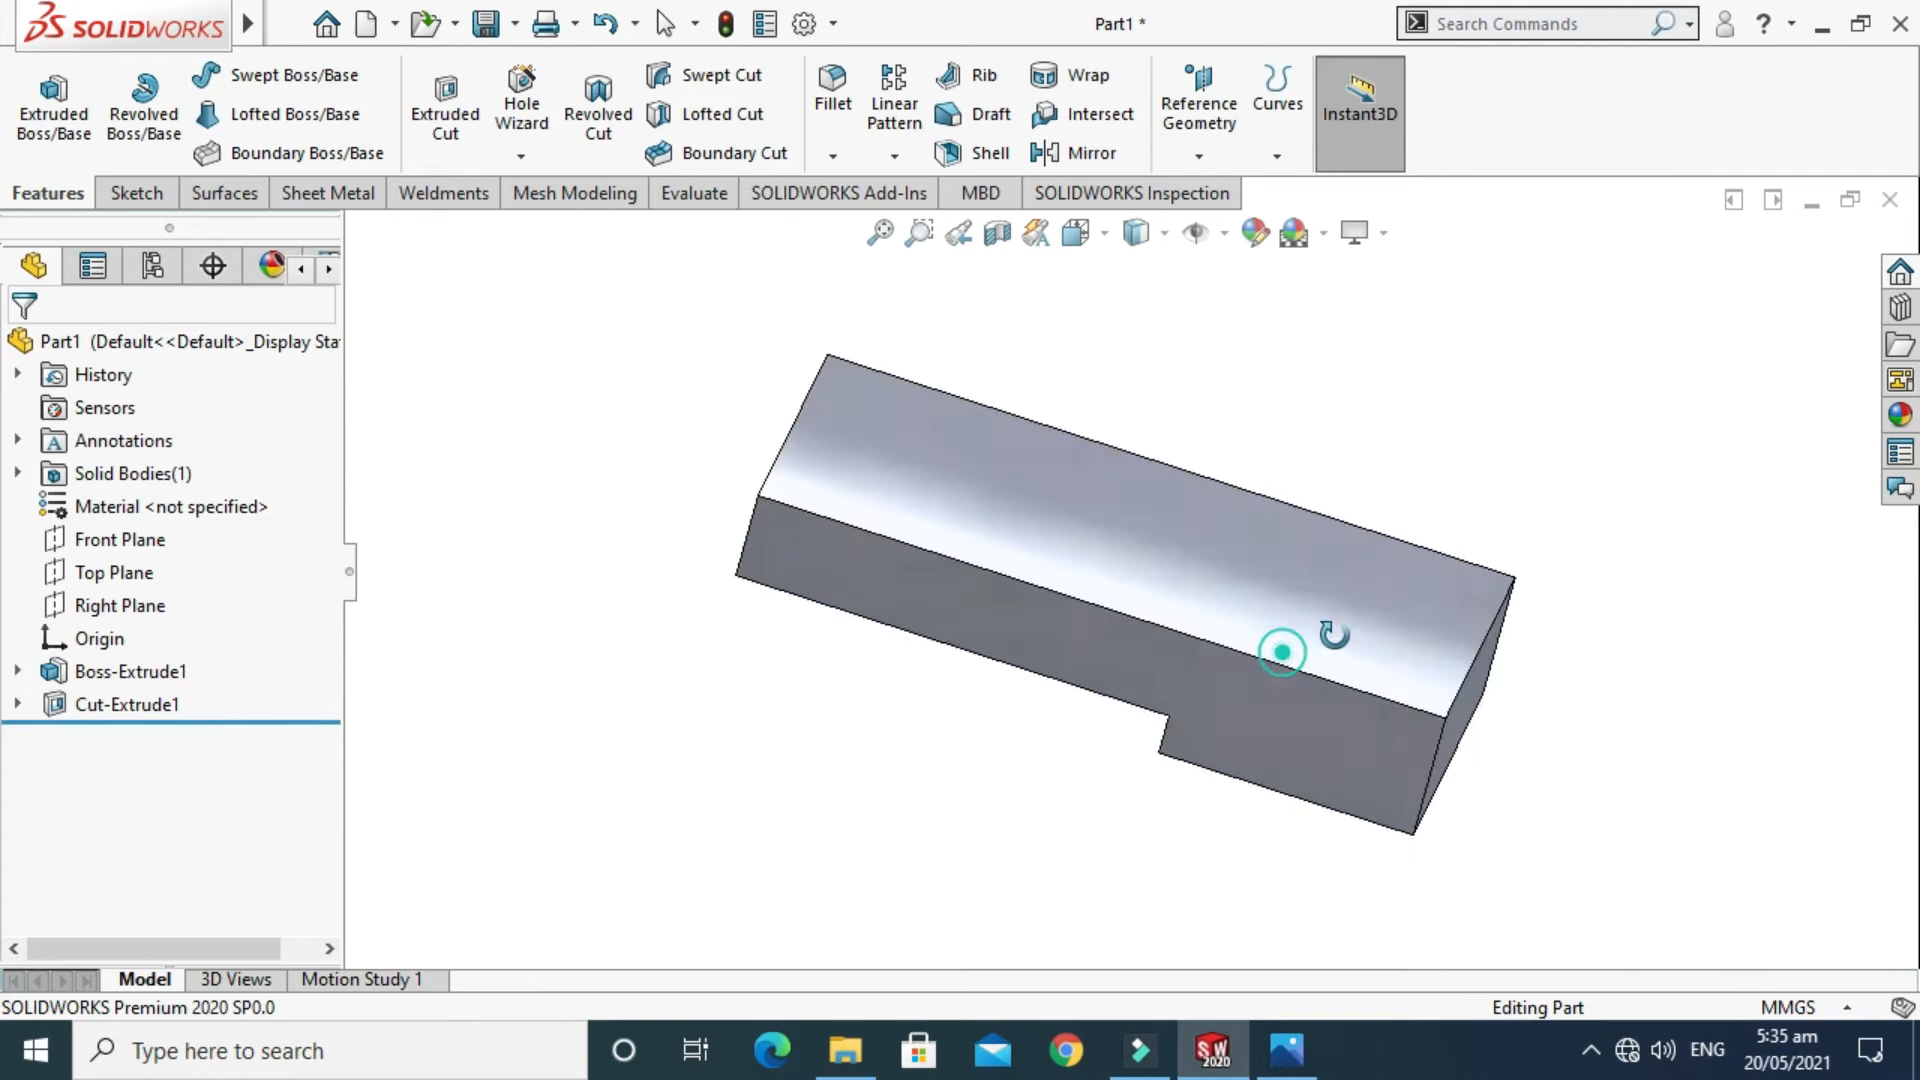 SOLIDWORKS
Part1 *
Search Commands
Extruded Boss/Base
Revolved Boss/Base
Swept Boss/Base
Lofted Boss/Base
Boundary Boss/Base
Extruded Cut
Hole Wizard
Revolved Cut
Swept Cut
Lofted Cut
Boundary Cut
Fillet
Linear Pattern
Rib
Draft
Shell
Wrap
Intersect
Mirror
Reference Geometry
Curves
Instant3D
Features
Sketch
Surfaces
Sheet Metal
Weldments
Mesh Modeling
Evaluate
SOLIDWORKS Add-Ins
MBD
SOLIDWORKS Inspection
Part1 (Default<<Default>_Display Sta
History
Sensors
Annotations
Solid Bodies(1)
Material <not specified>
Front Plane
Top Plane
Right Plane
Origin
Boss-Extrude1
Cut-Extrude1
Model
3D Views
Motion Study 1
SOLIDWORKS Premium 2020 SP0.0
Editing Part
MMGS
Type here to search
SW
2020
ENG
5:35 am
20/05/2021